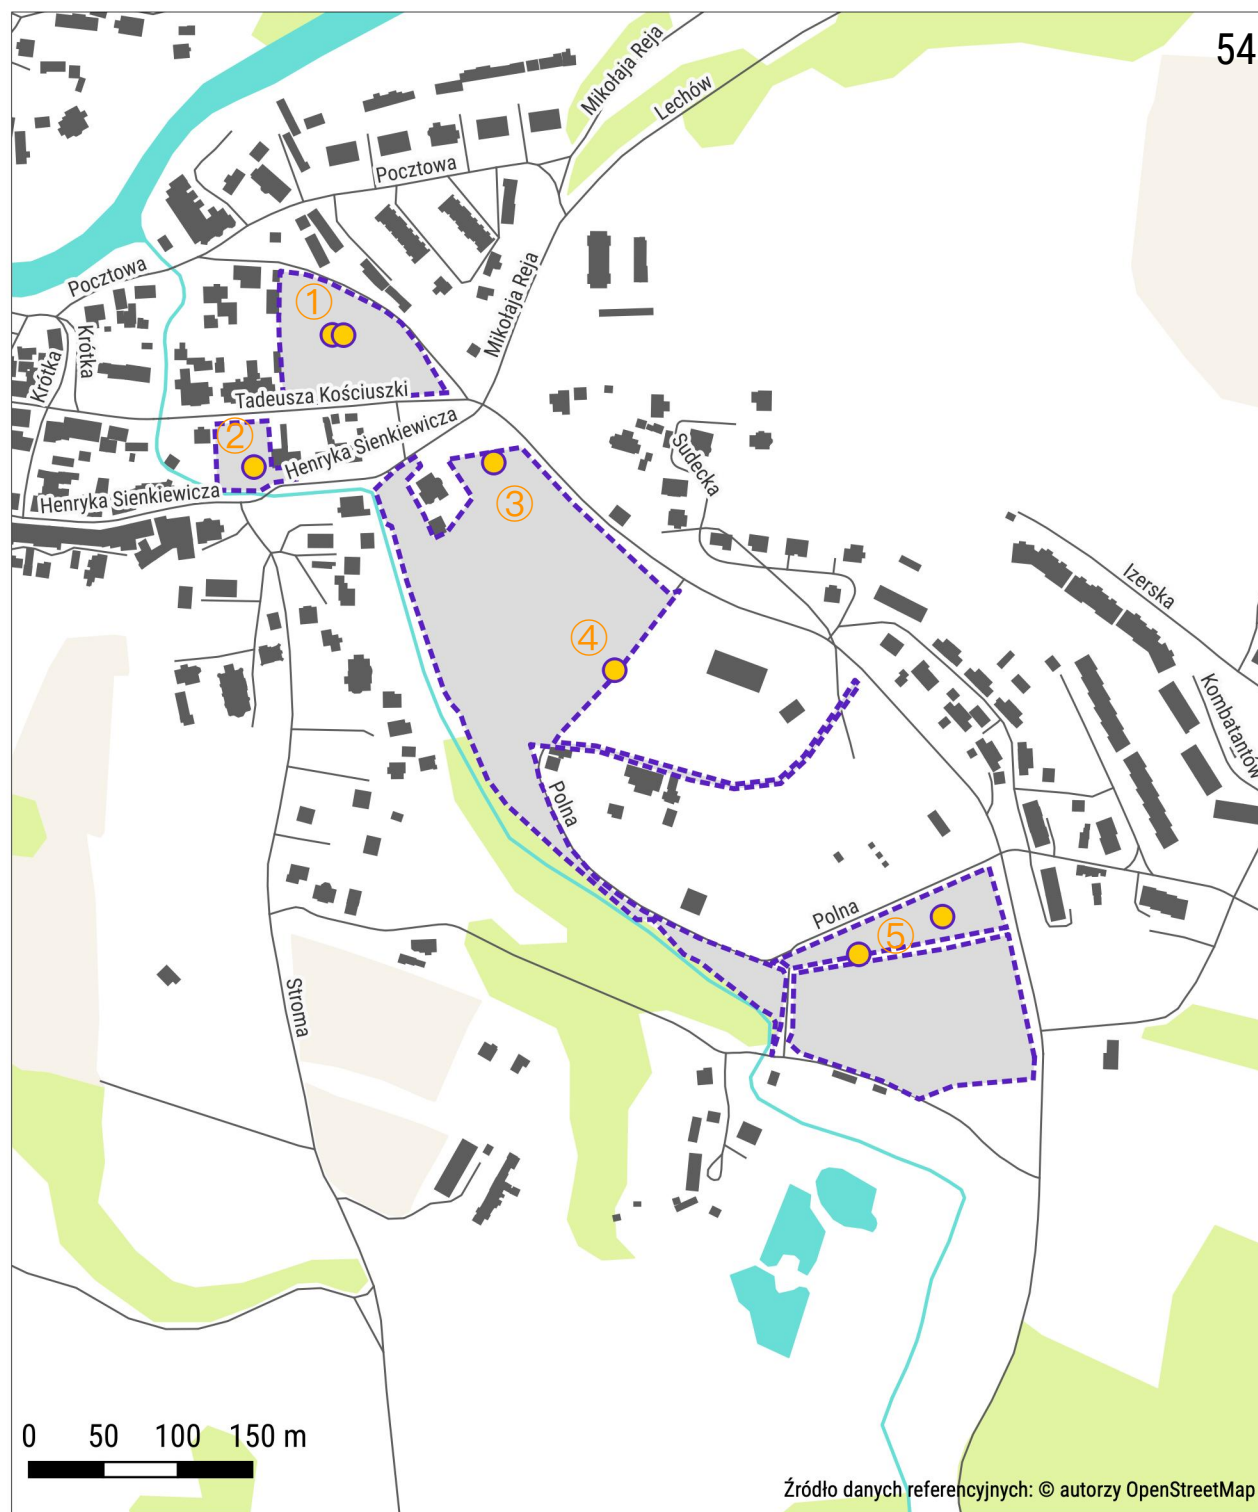 54
Mikołaja Reja
Lechów
Pocztowa
Pocztowa
Mikołaja Reja
①
Krótka
Krótka
Tadeusza Kościuszki
②
Henryka Sienkiewicza
Henryka Sienkiewicza
Sudecka
③
Izerska
④
Kombatantów
Polna
Polna
⑤
Stroma
0 50 100 150 m
Źródło danych referencyjnych: © autorzy OpenStreetMap